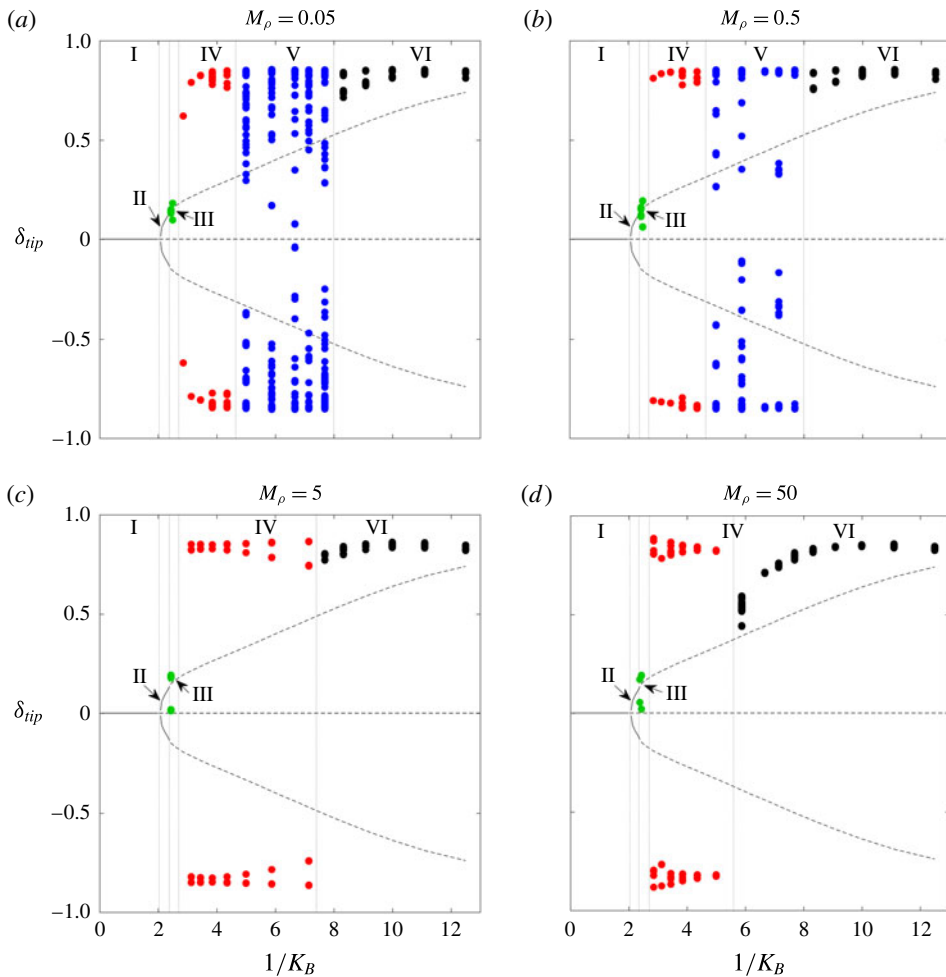 (a) M_ρ = 0.05
(b) M_ρ = 0.5
1.0 I IV V VI
I IV V VI
0.5
II III
II III
δ_tip 0
−0.5
−1.0
(c) M_ρ = 5
(d) M_ρ = 50
1.0 I IV VI
I IV VI
0.5
II III
II III
δ_tip 0
−0.5
−1.0
0 2 4 6 8 10 12
0 2 4 6 8 10 12
1/K_B
1/K_B